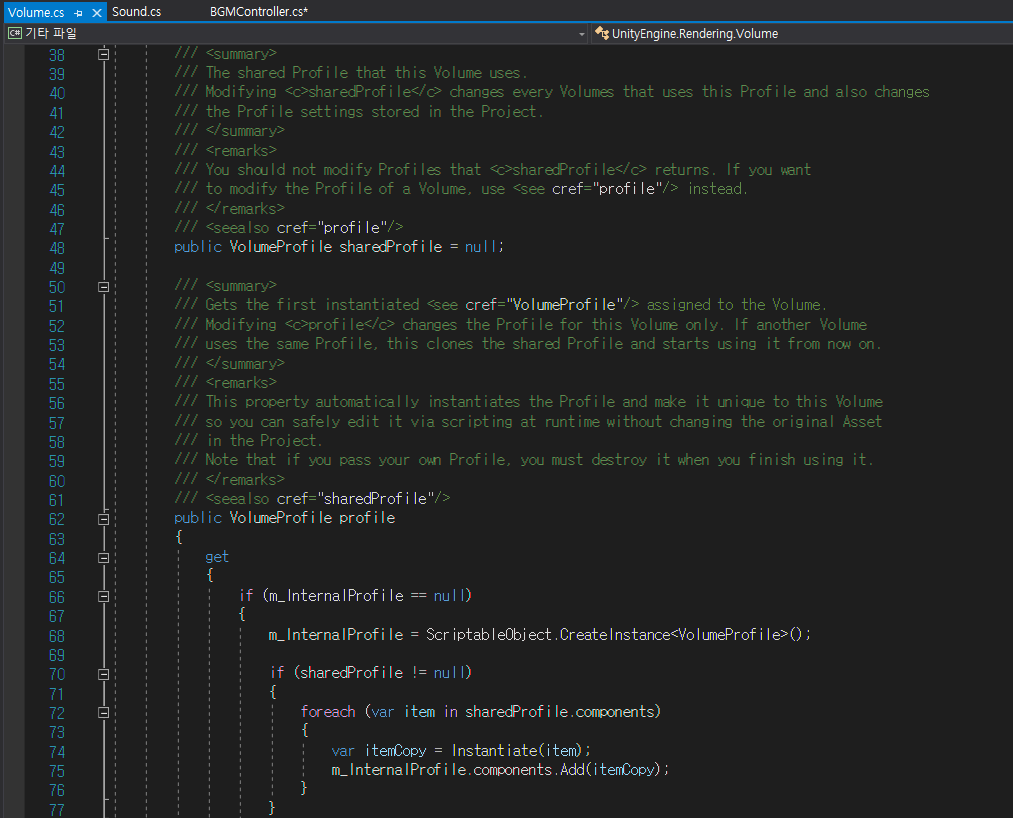 Volume.cs Sound.cs BGMController.cs*
C# 기타 파일 UnityEngine.Rendering.Volume
38 /// <summary>
39 /// The shared Profile that this Volume uses.
40 /// Modifying <c>sharedProfile</c> changes every Volumes that uses this Profile and also changes
41 /// the Profile settings stored in the Project.
42 /// </summary>
43 /// <remarks>
44 /// You should not modify Profiles that <c>sharedProfile</c> returns. If you want
45 /// to modify the Profile of a Volume, use <see cref="profile"/> instead.
46 /// </remarks>
47 /// <seealso cref="profile"/>
48 public VolumeProfile sharedProfile = null;
49
50 /// <summary>
51 /// Gets the first instantiated <see cref="VolumeProfile"/> assigned to the Volume.
52 /// Modifying <c>profile</c> changes the Profile for this Volume only. If another Volume
53 /// uses the same Profile, this clones the shared Profile and starts using it from now on.
54 /// </summary>
55 /// <remarks>
56 /// This property automatically instantiates the Profile and make it unique to this Volume
57 /// so you can safely edit it via scripting at runtime without changing the original Asset
58 /// in the Project.
59 /// Note that if you pass your own Profile, you must destroy it when you finish using it.
60 /// </remarks>
61 /// <seealso cref="sharedProfile"/>
62 public VolumeProfile profile
63 {
64 get
65 {
66 if (m_InternalProfile == null)
67 {
68 m_InternalProfile = ScriptableObject.CreateInstance<VolumeProfile>();
69
70 if (sharedProfile != null)
71 {
72 foreach (var item in sharedProfile.components)
73 {
74 var itemCopy = Instantiate(item);
75 m_InternalProfile.components.Add(itemCopy);
76 }
77 }